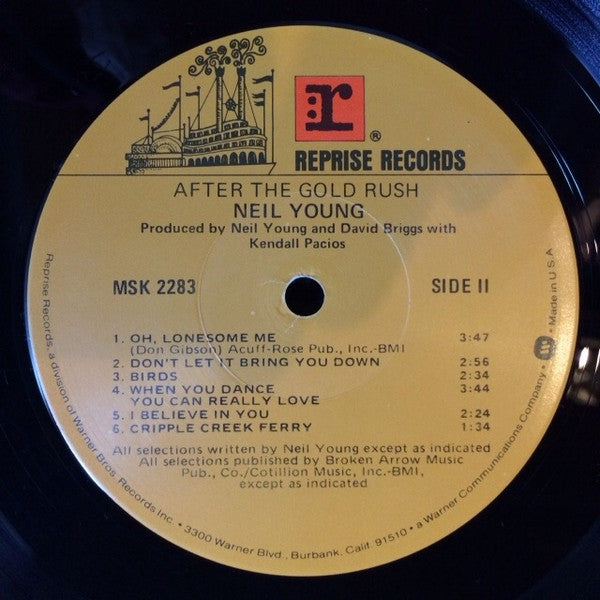 r
®
REPRISE RECORDS
AFTER THE GOLD RUSH
NEIL YOUNG
Produced by Neil Young and David Briggs with
Kendall Pacios
MSK 2283
SIDE II
1. OH, LONESOME ME 3:47
(Don Gibson) Acuff-Rose Pub., Inc.-BMI
2. DON'T LET IT BRING YOU DOWN 2:56
3. BIRDS 2:34
4. WHEN YOU DANCE 3:44
YOU CAN REALLY LOVE
5. I BELIEVE IN YOU 2:24
6. CRIPPLE CREEK FERRY 1:34
All selections written by Neil Young except as indicated
All selections published by Broken Arrow Music
Pub., Co./Cotillion Music, Inc.-BMI,
except as indicated
Reprise Records, a division of Warner Bros. Records Inc. • 3300 Warner Blvd., Burbank, Calif. 91510 • a Warner Communications Company • W • Made in U.S.A.